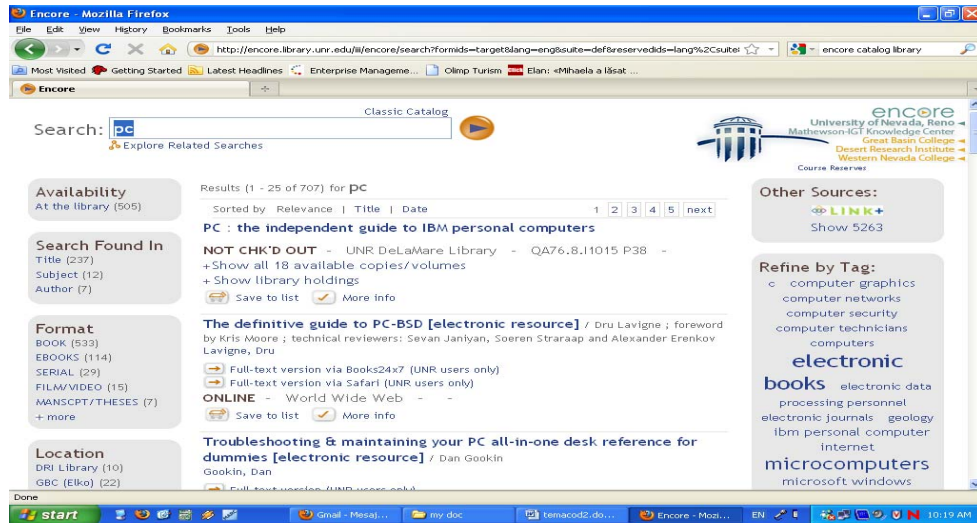 Encore - Mozilla Firefox
File Edit View History Bookmarks Tools Help
http://encore.library.unr.edu/iii/encore/search?formids=target&lang=eng&suite=def&reservedids=lang%2Csuite&
encore catalog library
Most Visited Getting Started Latest Headlines Enterprise Manageme... Olimp Turism Elan: «Mihaela a lăsat ...
Encore
Classic Catalog
Search: pc
Explore Related Searches
encore
University of Nevada, Reno
Mathewson-IGT Knowledge Center
Great Basin College
Desert Research Institute
Western Nevada College
Course Reserves
Availability
At the library (505)
Search Found In
Title (237)
Subject (12)
Author (7)
Format
BOOK (533)
EBOOKS (114)
SERIAL (29)
FILM/VIDEO (15)
MANSCPT/THESES (7)
+ more
Location
DRI Library (10)
GBC (Elko) (22)
Results (1 - 25 of 707) for pc
Sorted by Relevance | Title | Date 1 2 3 4 5 next
PC : the independent guide to IBM personal computers
NOT CHK'D OUT - UNR DeLaMare Library - QA76.8.I1015 P38 -
+Show all 18 available copies/volumes
+ Show library holdings
Save to list More info
The definitive guide to PC-BSD [electronic resource] / Dru Lavigne ; foreword
by Kris Moore ; technical reviewers: Sevan Janiyan, Soeren Straraap and Alexander Erenkov
Lavigne, Dru
Full-text version via Books24x7 (UNR users only)
Full-text version via Safari (UNR users only)
ONLINE - World Wide Web - -
Save to list More info
Troubleshooting & maintaining your PC all-in-one desk reference for
dummies [electronic resource] / Dan Gookin
Gookin, Dan
Full-text version (UNR users only)
Other Sources:
LINK+
Show 5263
Refine by Tag:
c computer graphics
computer networks
computer security
computer technicians
computers
electronic
books electronic data
processing personnel
electronic journals geology
ibm personal computer
internet
microcomputers
microsoft windows
Done
start Gmail - Mesaj... my doc temacod2.do... Encore - Mozi... EN 10:19 AM